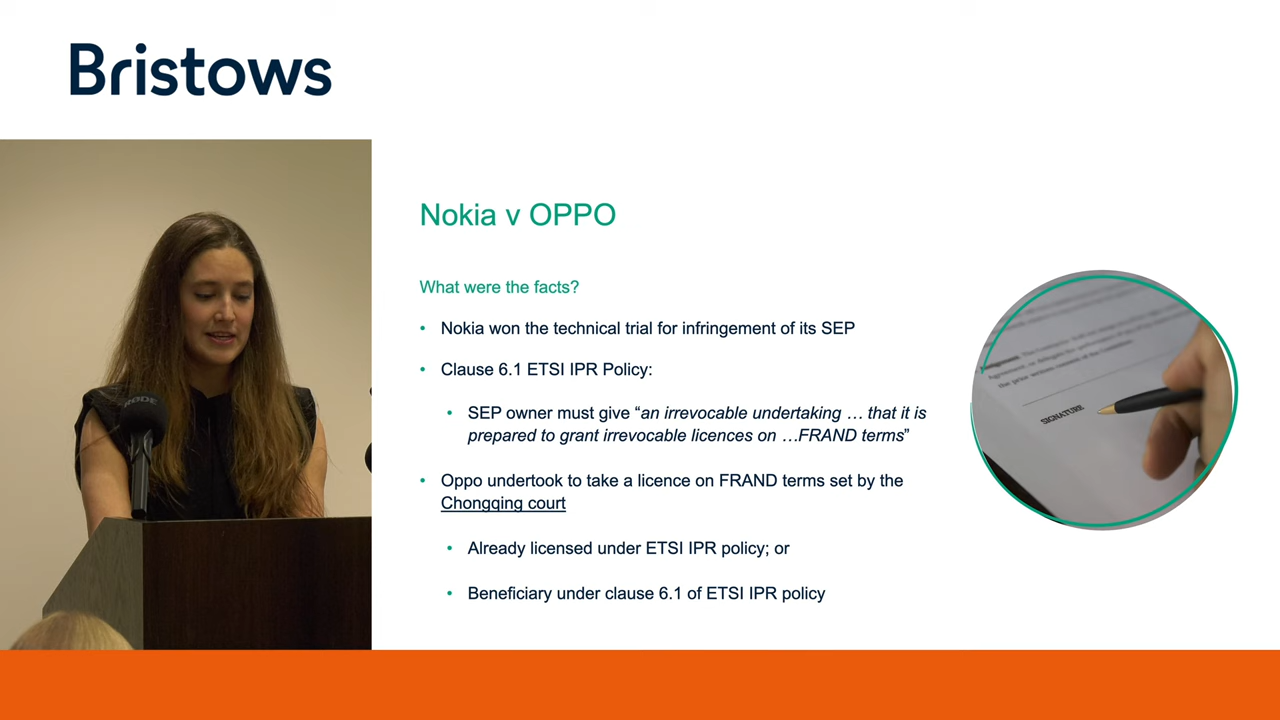 Bristows
RODE
Nokia v OPPO
What were the facts?
• Nokia won the technical trial for infringement of its SEP
• Clause 6.1 ETSI IPR Policy:
• SEP owner must give “an irrevocable undertaking … that it is
prepared to grant irrevocable licences on …FRAND terms”
• Oppo undertook to take a licence on FRAND terms set by the
Chongqing court
• Already licensed under ETSI IPR policy; or
• Beneficiary under clause 6.1 of ETSI IPR policy
SIGNATURE